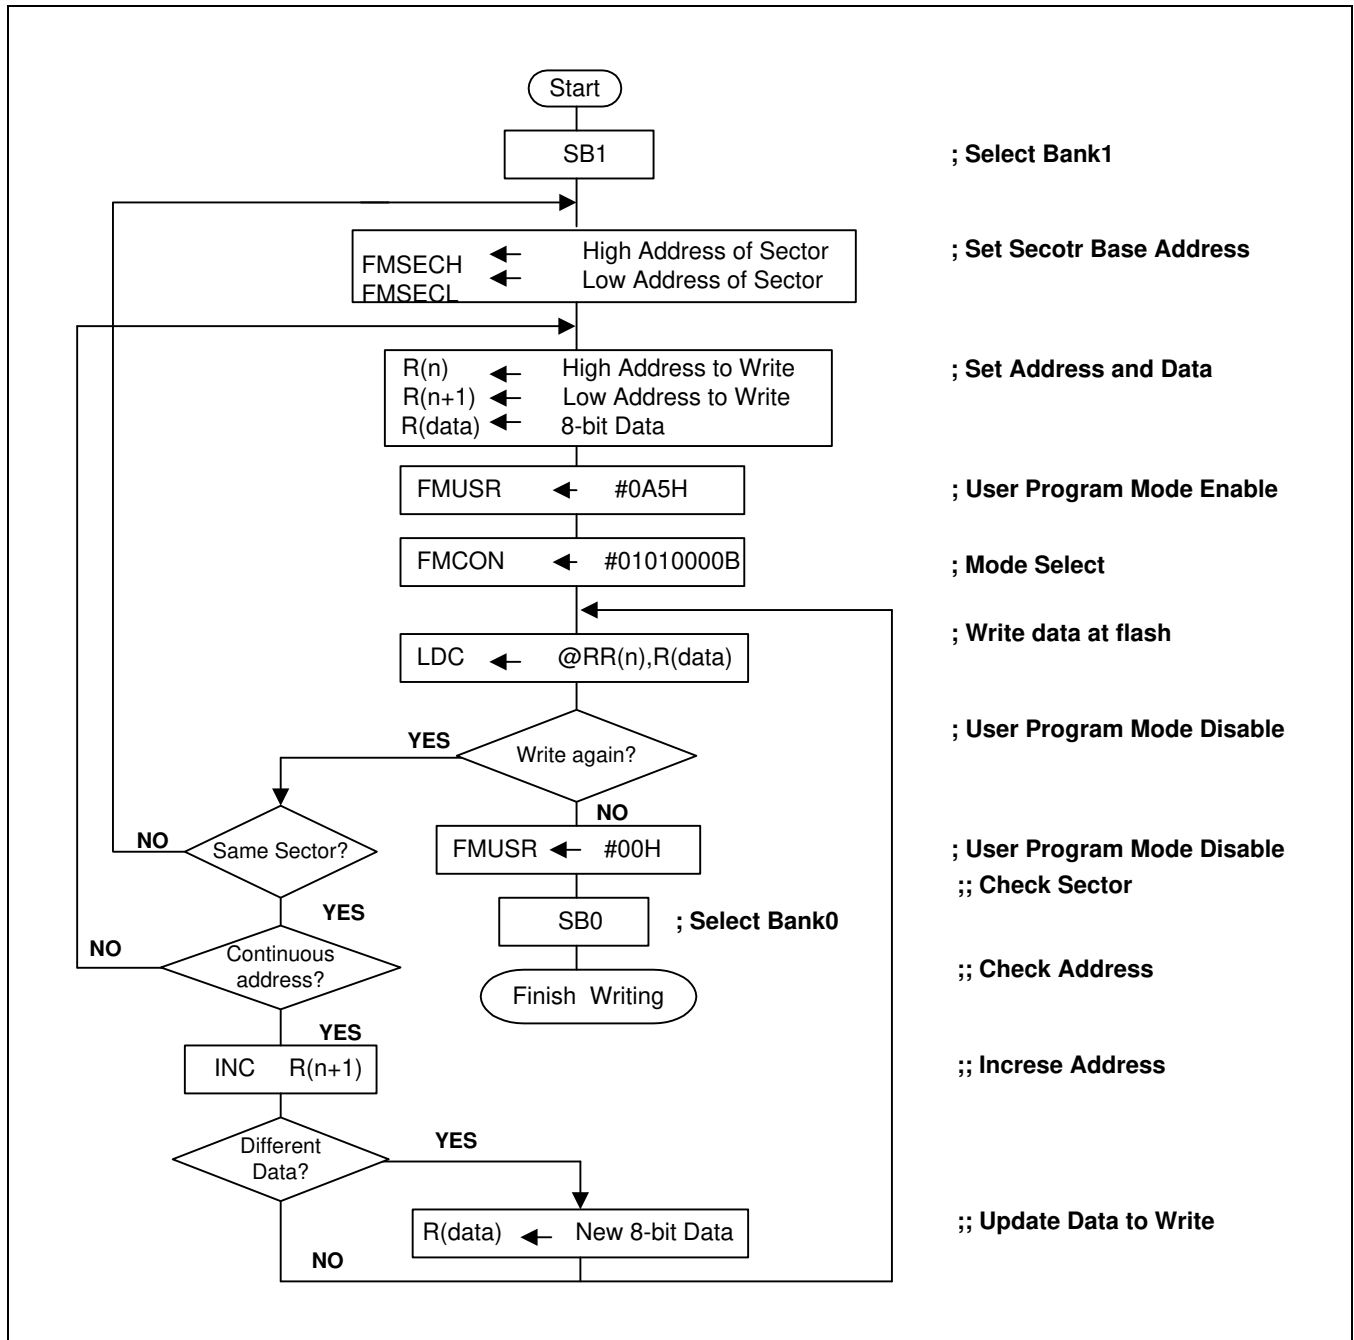 Start
SB1 ; Select Bank1
FMSECH High Address of Sector ; Set Secotr Base Address
FMSECL Low Address of Sector
R(n) High Address to Write ; Set Address and Data
R(n+1) Low Address to Write
R(data) 8-bit Data
FMUSR #0A5H ; User Program Mode Enable
FMCON #01010000B ; Mode Select
LDC @RR(n),R(data) ; Write data at flash
YES Write again? ; User Program Mode Disable
NO
NO Same Sector? FMUSR #00H ; User Program Mode Disable
;; Check Sector
YES
SB0 ; Select Bank0
NO Continuous
address? ;; Check Address
Finish Writing
YES
INC R(n+1) ;; Increse Address
Different
Data?
YES
R(data) New 8-bit Data ;; Update Data to Write
NO